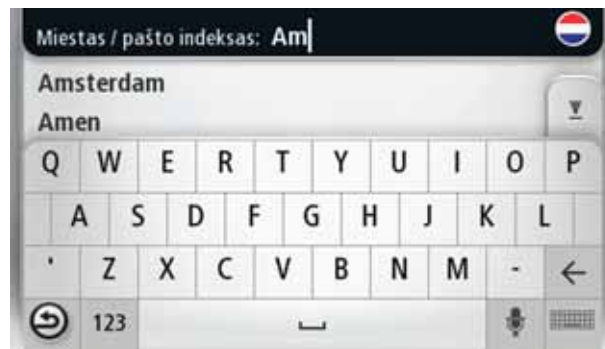 Miestas / pašto indeksas: Am
Amsterdam
Amen
Q W E R T Y U I O P
A S D F G H J K L
' Z X C V B N M -
123